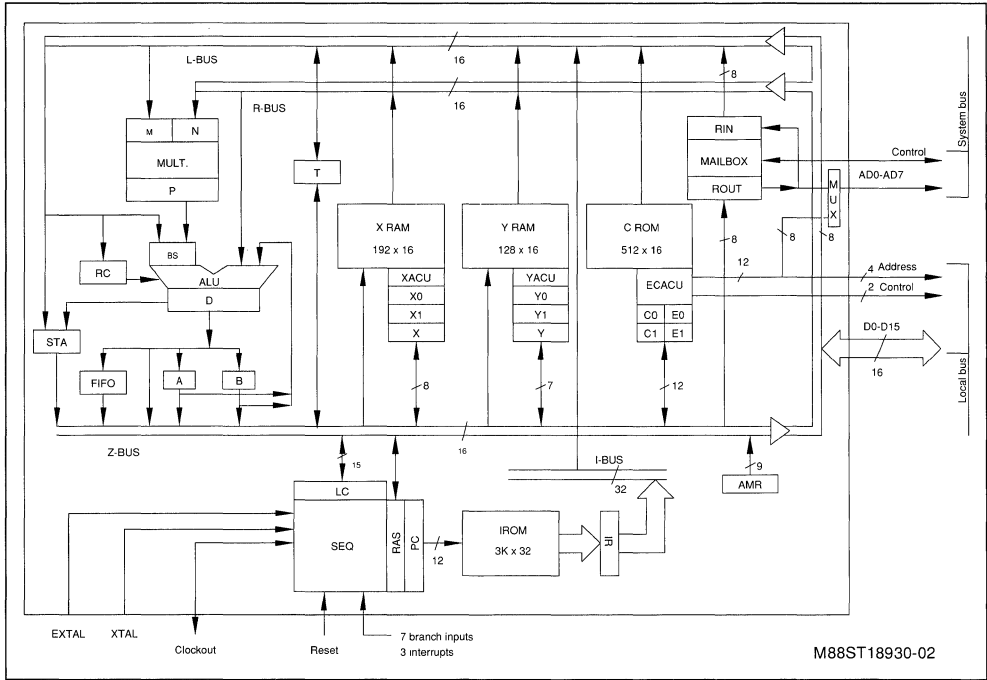 L-BUS
16
R-BUS
16
8
M
N
MULT.
P
T
RIN
MAILBOX
ROUT
Control
AD0-AD7
M
U
X
System bus
BS
RC
ALU
D
X RAM
192 x 16
XACU
X0
X1
X
Y RAM
128 x 16
YACU
Y0
Y1
Y
C ROM
512 x 16
ECACU
C0
E0
C1
E1
8
8
8
12
4 Address
2 Control
STA
FIFO
A
B
8
7
12
D0-D15
16
Local bus
Z-BUS
15
16
I-BUS
32
9
AMR
LC
SEQ
RAS
PC
12
IROM
3K x 32
IR
EXTAL
XTAL
Clockout
Reset
7 branch inputs
3 interrupts
M88ST18930-02